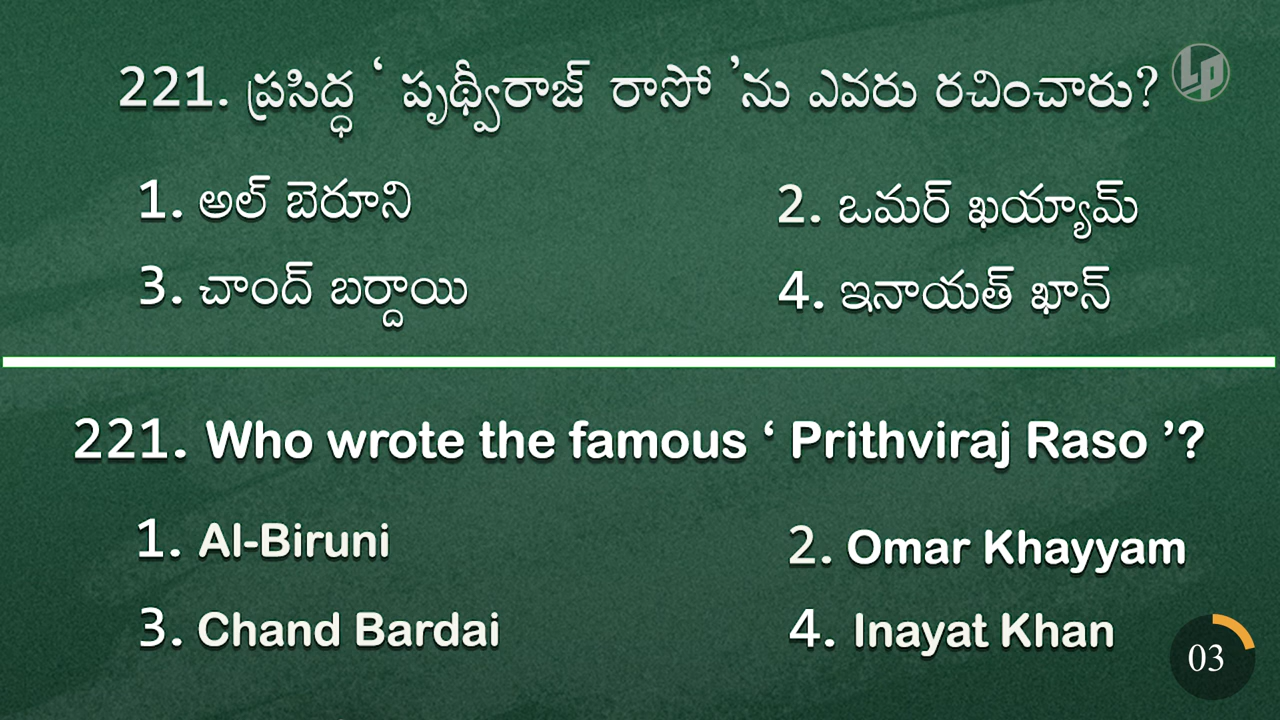 221. ప్రసిద్ధ ‘ పృథ్వీరాజ్ రాసో ’ను ఎవరు రచించారు?
LP
1. అల్ బెరూని 2. ఒమర్ ఖయ్యామ్
3. చాంద్ బర్దాయి 4. ఇనాయత్ ఖాన్
221. Who wrote the famous ‘ Prithviraj Raso ’?
1. Al-Biruni 2. Omar Khayyam
3. Chand Bardai 4. Inayat Khan
03